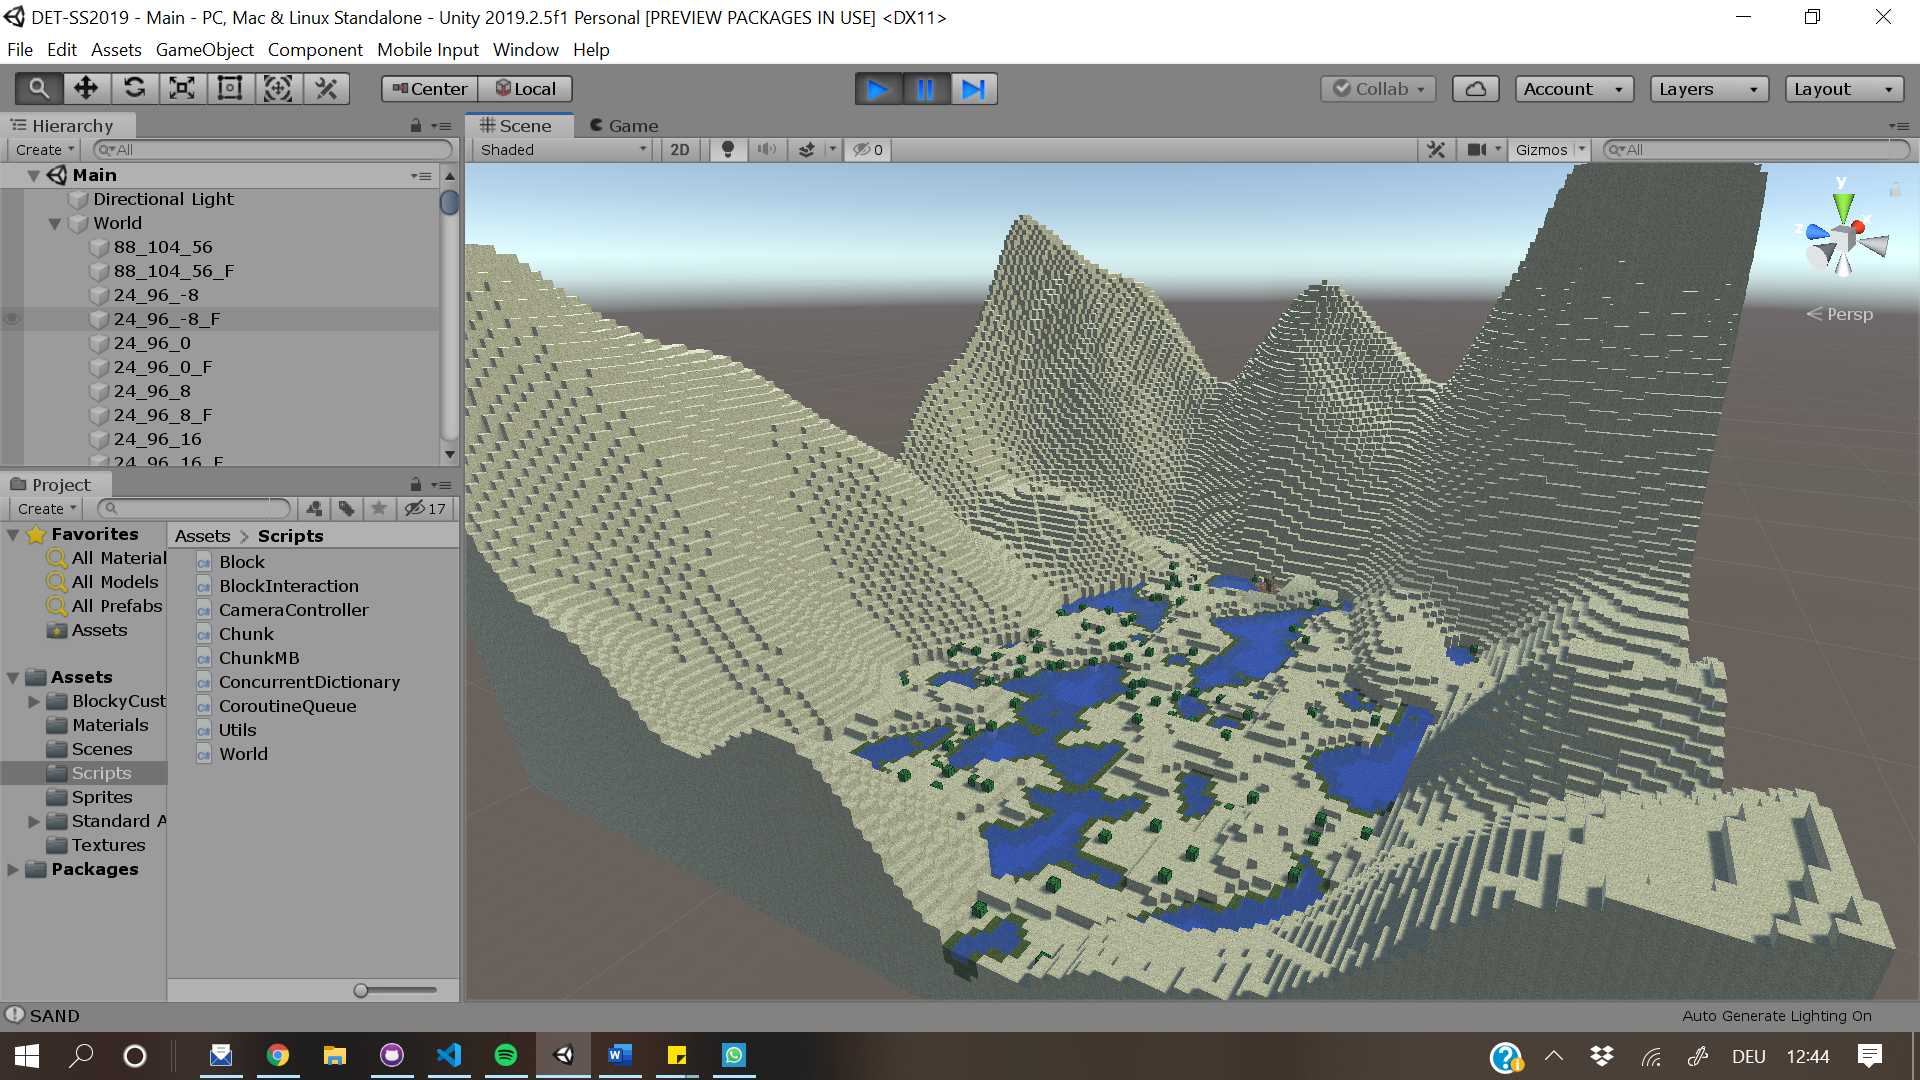 DET-SS2019 - Main - PC, Mac & Linux Standalone - Unity 2019.2.5f1 Personal [PREVIEW PACKAGES IN USE] <DX11>
File Edit Assets GameObject Component Mobile Input Window Help
Center Local Collab Account Layers Layout
Hierarchy
Create All
Main
Directional Light
World
88_104_56
88_104_56_F
24_96_-8
24_96_-8_F
24_96_0
24_96_0_F
24_96_8
24_96_8_F
24_96_16
24_96_16_F
Scene Game
Shaded 2D 0 Gizmos All
y
x
z
Persp
Project
Create 17
Favorites
All Material
All Models
All Prefabs
Assets
Assets
BlockyCust
Materials
Scenes
Scripts
Sprites
Standard A
Textures
Packages
Assets > Scripts
Block
BlockInteraction
CameraController
Chunk
ChunkMB
ConcurrentDictionary
CoroutineQueue
Utils
World
SAND
Auto Generate Lighting On
DEU 12:44